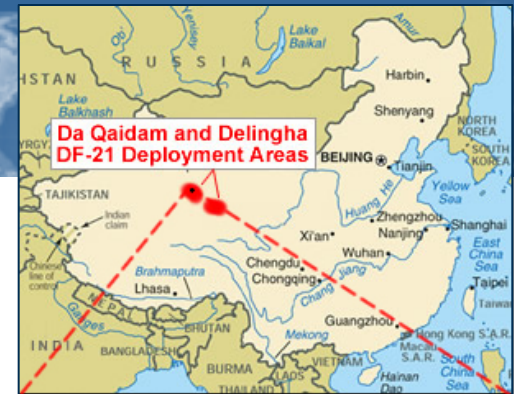 Ob'
Yenisey
Lake
Baikal
Amur
R U S S I A
HSTAN
Lake
Balkhash
Harbin
Shenyang
YRGYZ
NORTH
KOREA
SOUTH
KOREA
Da Qaidam and Delingha
DF-21 Deployment Areas
BEIJING
Tianjin
TAJIKISTAN
Huang He
Yellow
Sea
Indian
claim
Zhengzhou
Xi'an
Nanjing
Shanghai
Chinese
line of
control
Wuhan
East
China
Sea
Chengdu
Chongqing
Chang Jiang
Brahmaputra
Lhasa
NEPAL
Taipei
Taiwan
Ganges
BHUTAN
Guangzhou
INDIA
BANGLADESH
Mekong
Hong Kong S.A.R.
Macau
S.A.R.
BURMA
VIETNAM
LAOS
South
China
Sea
Hainan
Dao
THAILAND